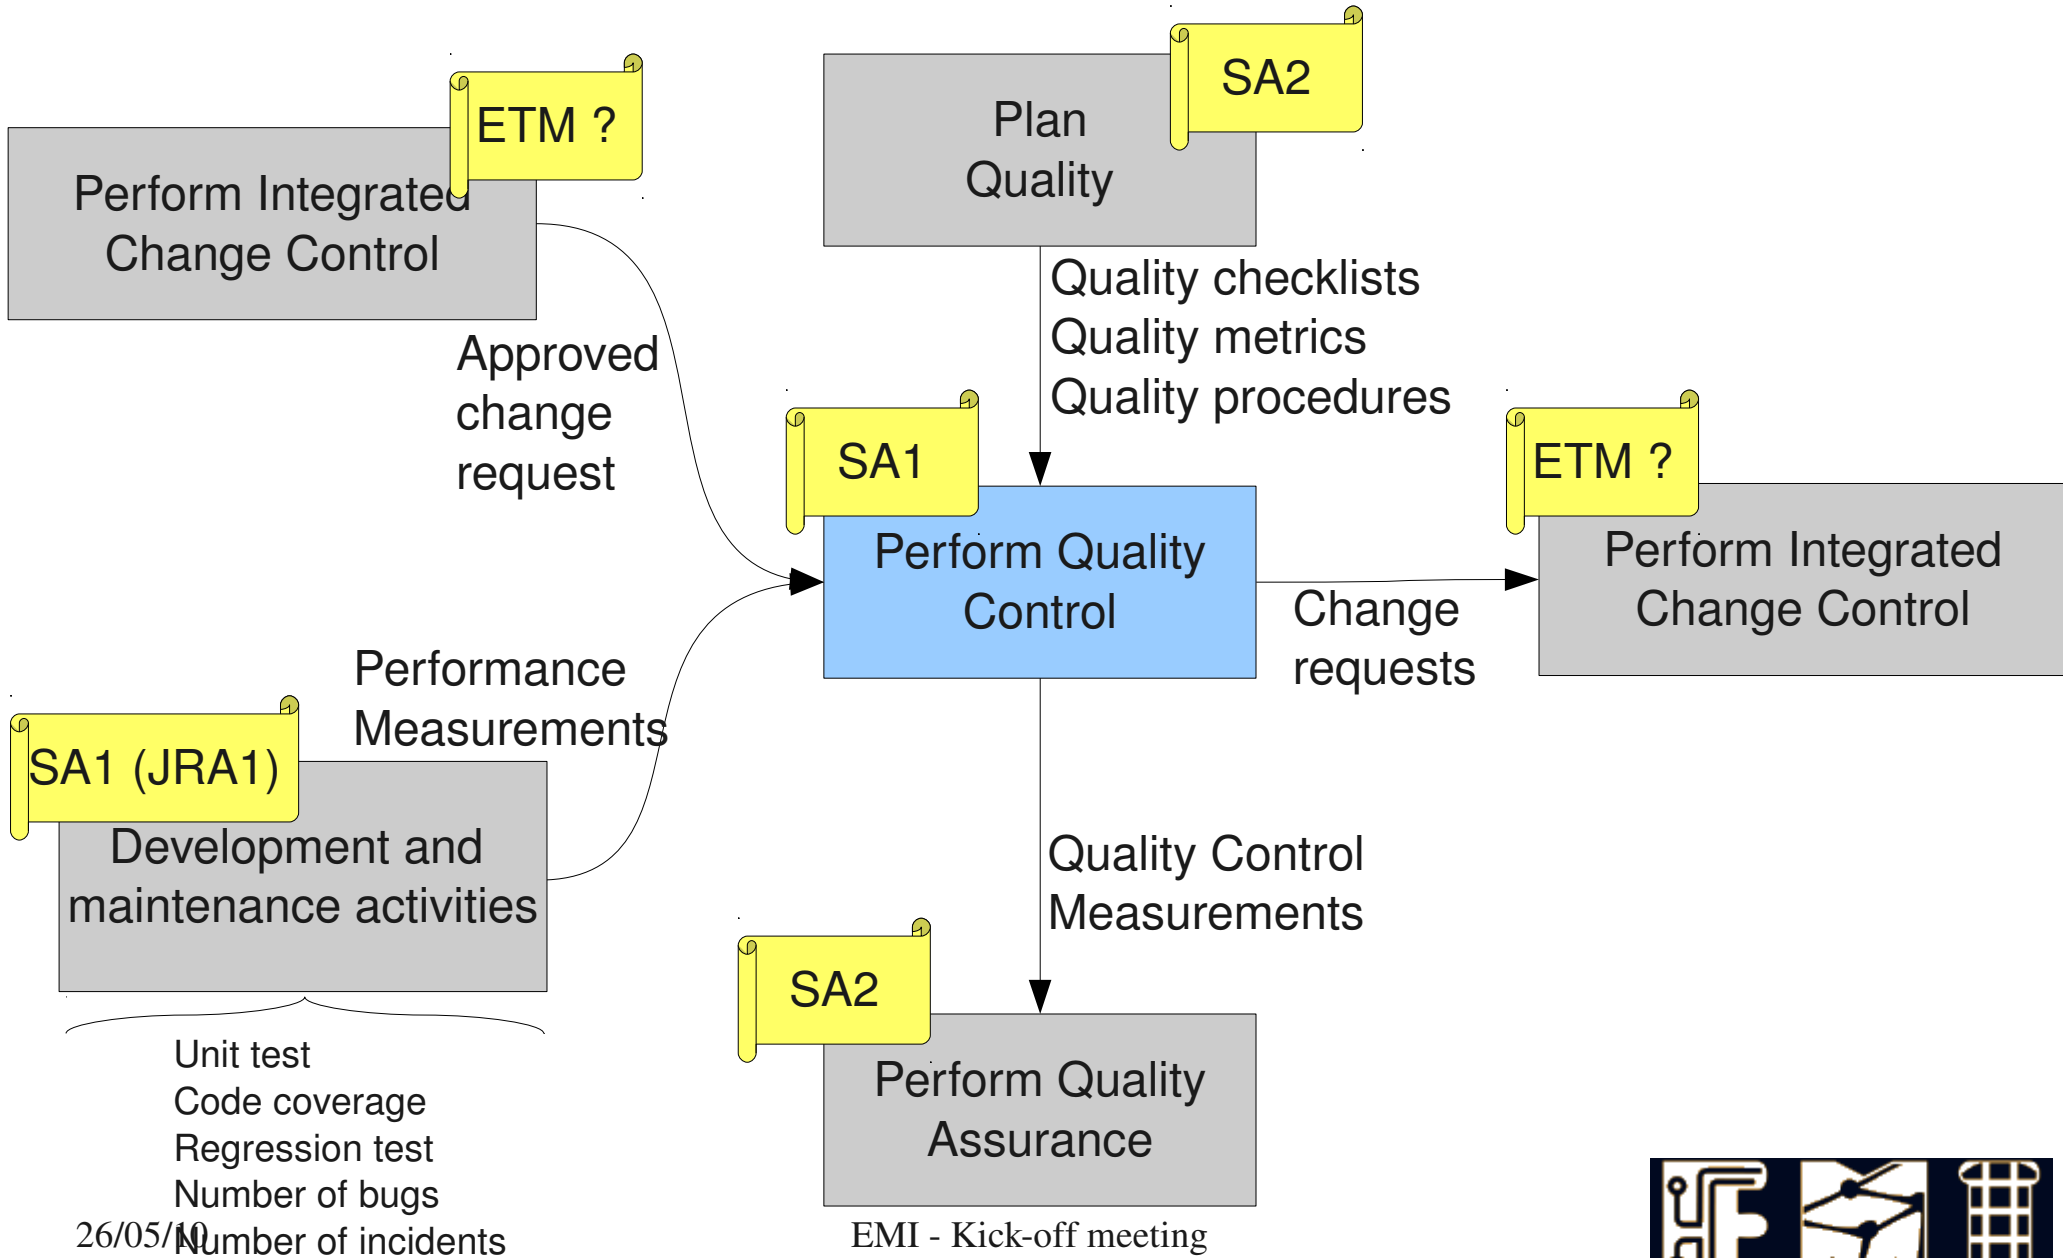 SA2
ETM ?
Plan
Quality
Perform Integrated
Change Control
Quality checklists
Quality metrics
Quality procedures
Approved
change
request
SA1
ETM ?
Perform Quality
Control
Perform Integrated
Change Control
Change
requests
Performance
Measurements
SA1 (JRA1)
Development and
maintenance activities
Quality Control
Measurements
SA2
Perform Quality
Assurance
Unit test
Code coverage
Regression test
Number of bugs
Number of incidents
26/05/10
EMI - Kick-off meeting